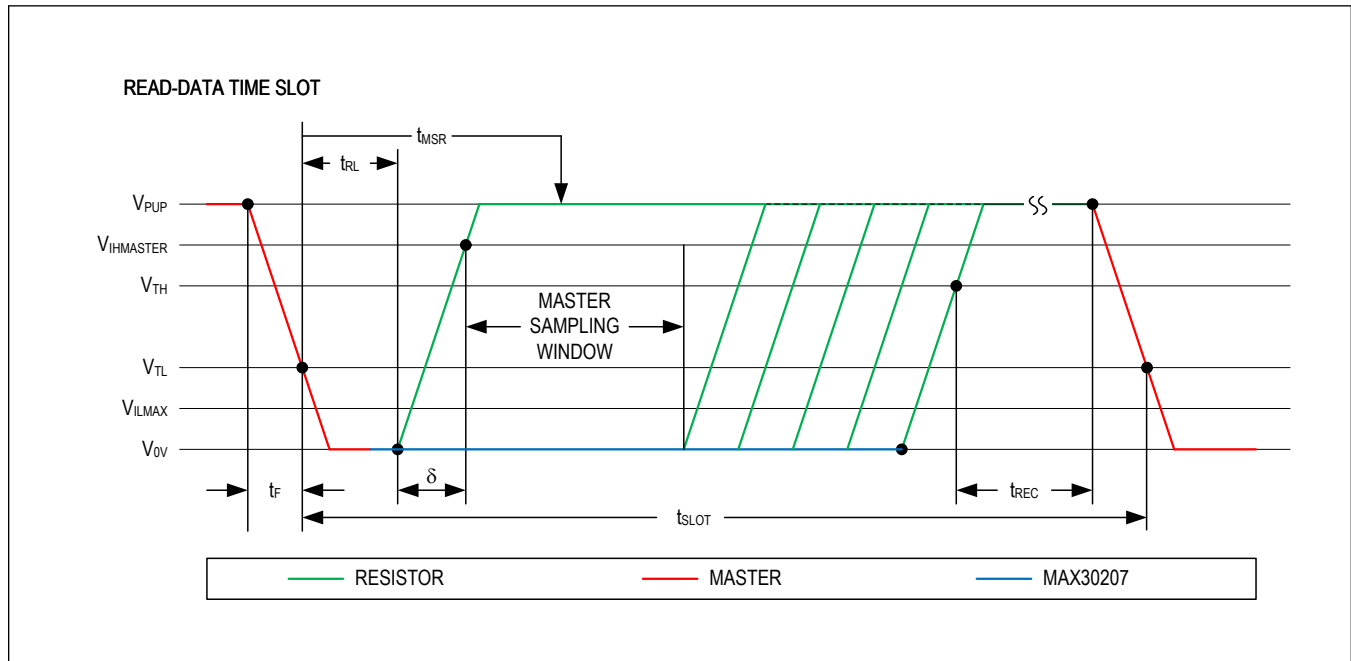 READ-DATA TIME SLOT
tMSR
tRL
VPUP
VIHMASTER
VTH
MASTER
SAMPLING
WINDOW
VTL
VILMAX
V0V
tF
δ
tREC
tSLOT
RESISTOR
MASTER
MAX30207